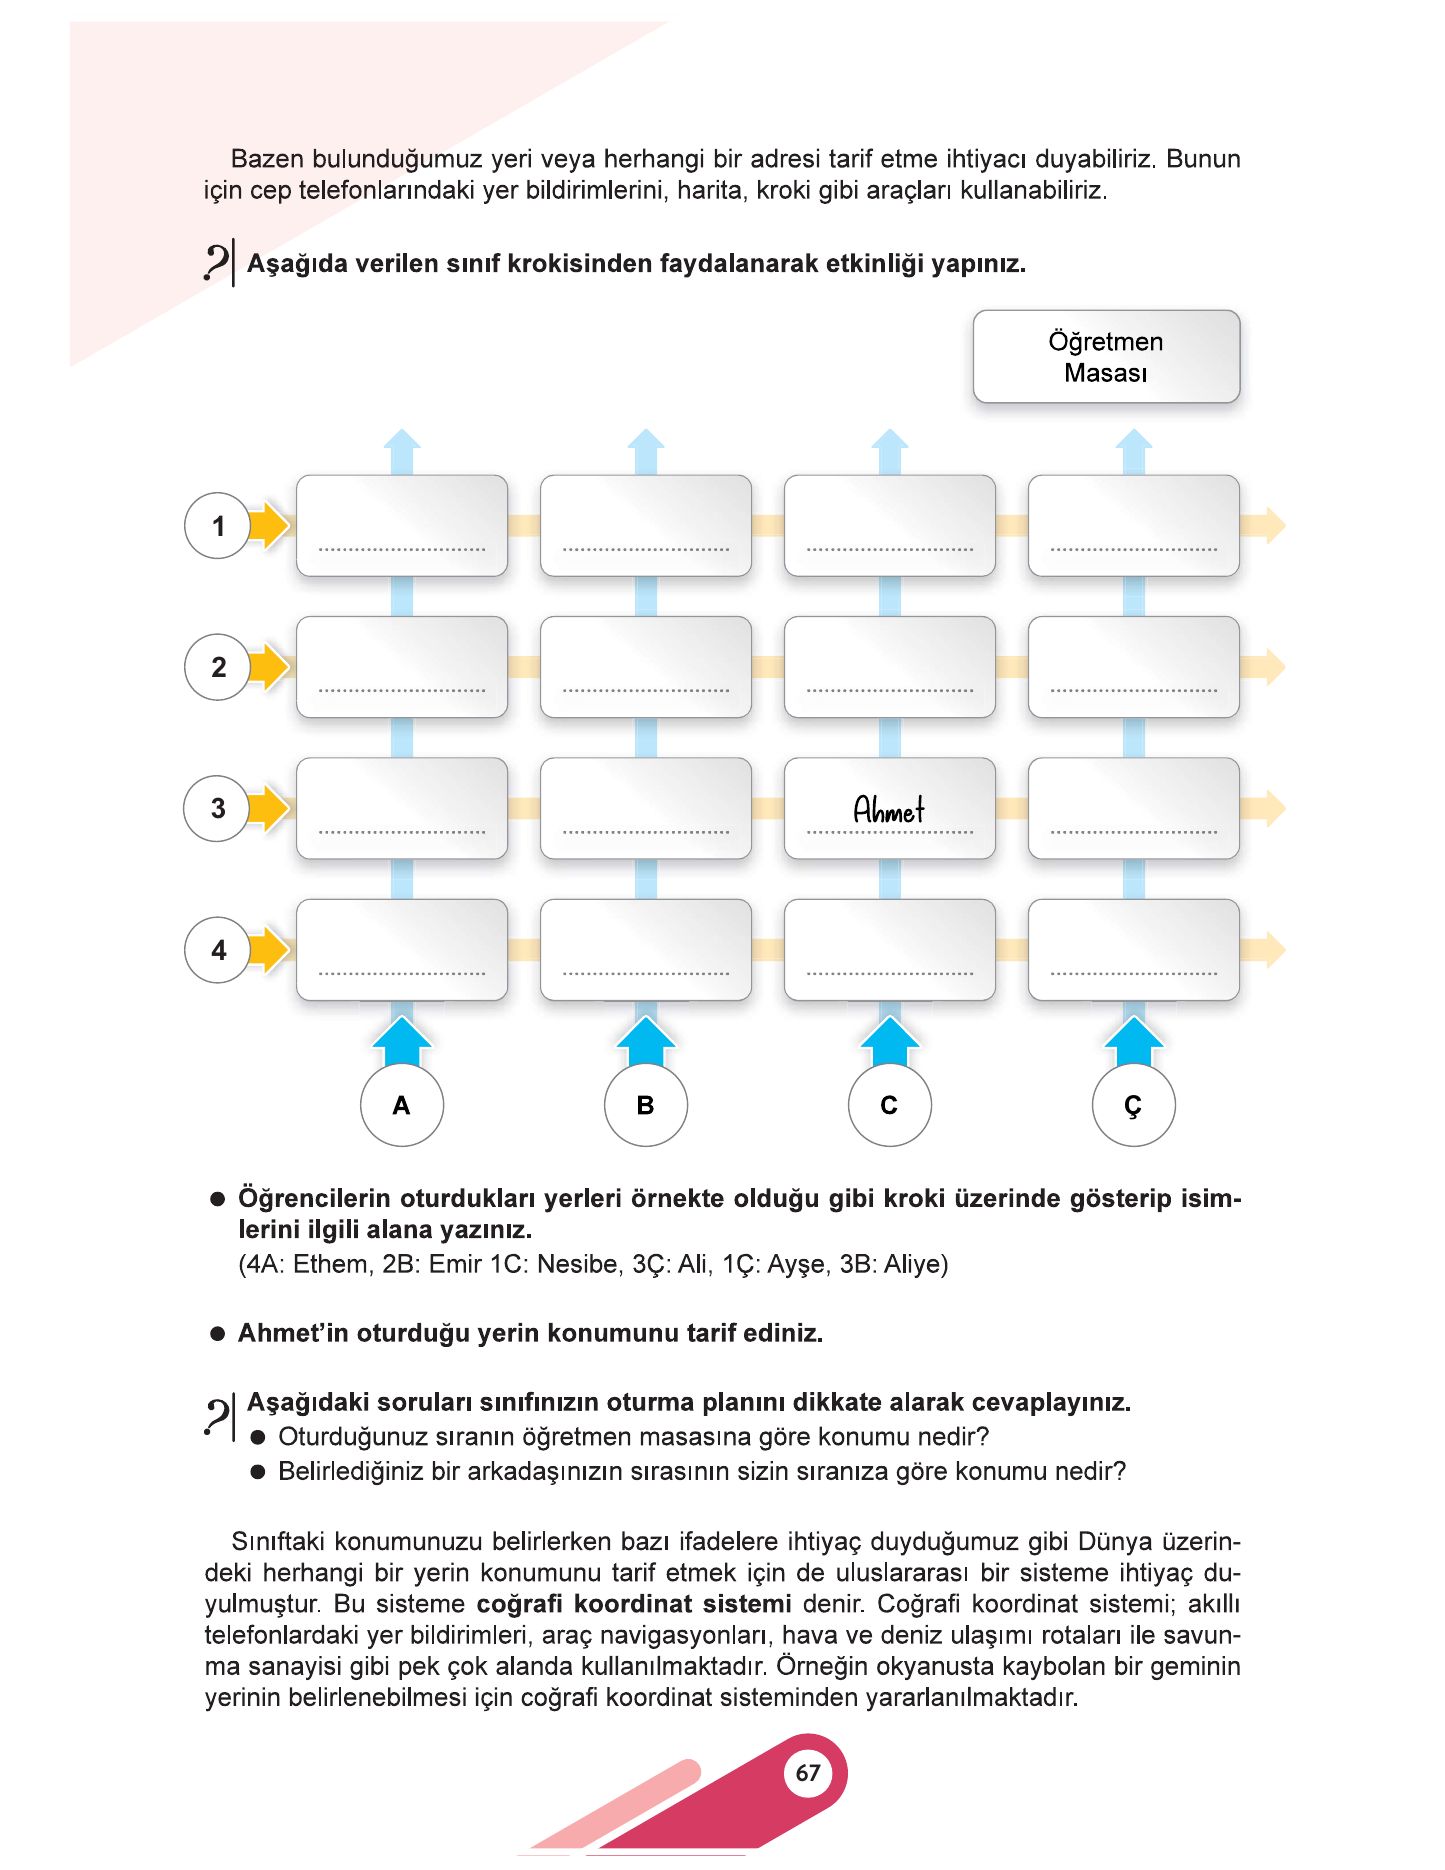 Bazen bulunduğumuz yeri veya herhangi bir adresi tarif etme ihtiyacı duyabiliriz. Bunun
için cep telefonlarındaki yer bildirimlerini, harita, kroki gibi araçları kullanabiliriz.
? Aşağıda verilen sınıf krokisinden faydalanarak etkinliği yapınız.
Öğretmen
Masası
1
2
3
Ahmet
4
A B C Ç
● Öğrencilerin oturdukları yerleri örnekte olduğu gibi kroki üzerinde gösterip isim-
lerini ilgili alana yazınız.
(4A: Ethem, 2B: Emir 1C: Nesibe, 3Ç: Ali, 1Ç: Ayşe, 3B: Aliye)
● Ahmet’in oturduğu yerin konumunu tarif ediniz.
? Aşağıdaki soruları sınıfınızın oturma planını dikkate alarak cevaplayınız.
● Oturduğunuz sıranın öğretmen masasına göre konumu nedir?
● Belirlediğiniz bir arkadaşınızın sırasının sizin sıranıza göre konumu nedir?
Sınıftaki konumunuzu belirlerken bazı ifadelere ihtiyaç duyduğumuz gibi Dünya üzerin-
deki herhangi bir yerin konumunu tarif etmek için de uluslararası bir sisteme ihtiyaç du-
yulmuştur. Bu sisteme coğrafi koordinat sistemi denir. Coğrafi koordinat sistemi; akıllı
telefonlardaki yer bildirimleri, araç navigasyonları, hava ve deniz ulaşımı rotaları ile savun-
ma sanayisi gibi pek çok alanda kullanılmaktadır. Örneğin okyanusta kaybolan bir geminin
yerinin belirlenebilmesi için coğrafi koordinat sisteminden yararlanılmaktadır.
67